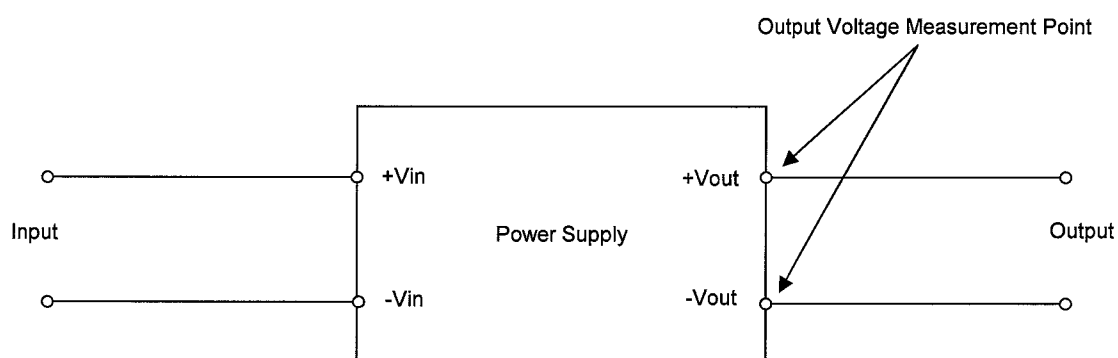 Output Voltage Measurement Point
+Vin
+Vout
Input
Power Supply
Output
-Vin
-Vout